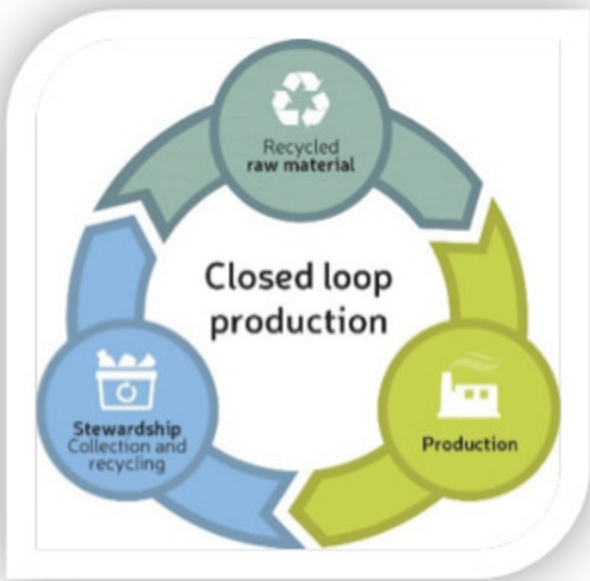 Recycled
raw material
Closed loop
production
Stewardship
Collection and
recycling
Production